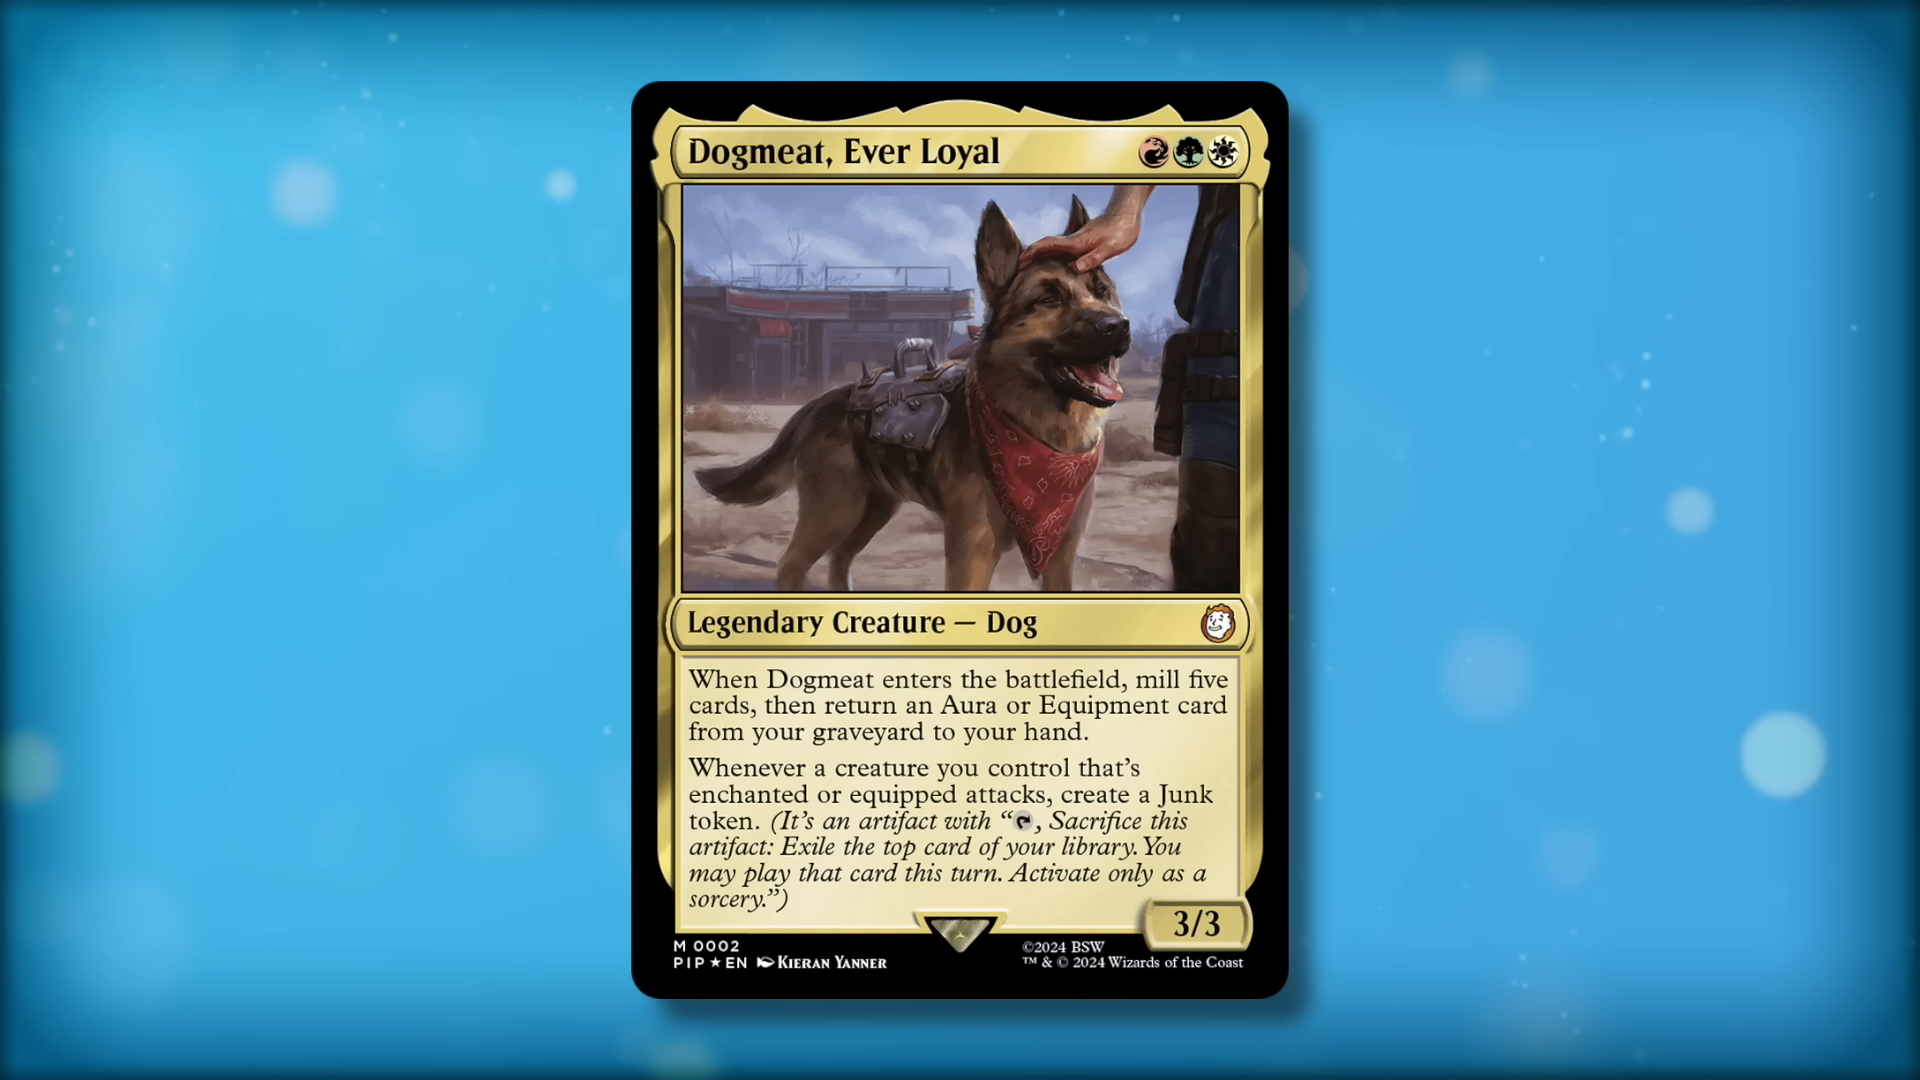 Dogmeat, Ever Loyal
Legendary Creature — Dog
When Dogmeat enters the battlefield, mill five
cards, then return an Aura or Equipment card
from your graveyard to your hand.
Whenever a creature you control that's
enchanted or equipped attacks, create a Junk
token. (It's an artifact with “, Sacrifice this
artifact: Exile the top card of your library. You
may play that card this turn. Activate only as a
sorcery.”)
3/3
M 0002
PIP★EN KIERAN YANNER
©2024 BSW
™ & © 2024 Wizards of the Coast